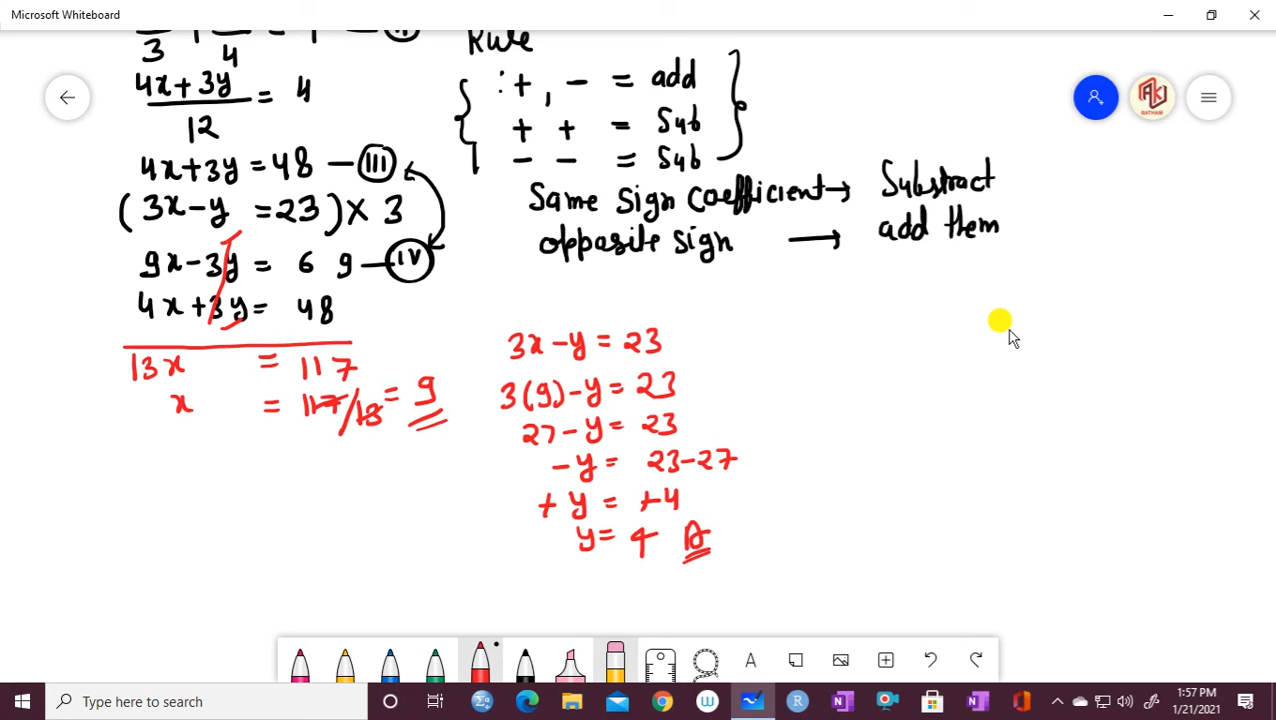 Microsoft Whiteboard
3 4
4x+3y = 4
12
4x+3y = 48 — III
(3x-y = 23) × 3
9x-3y = 69 — IV
4x+3y = 48
13x = 117
x = 117/13 = 9
Rule
: +, - = add
+ + = Sub
- - = Sub
Same sign coefficient → Substract
opposite sign → add them
3x-y = 23
3(9)-y = 23
27-y = 23
-y = 23-27
+y = +4
y = 4 A
GATHAM
A
Type here to search
1:57 PM
1/21/2021